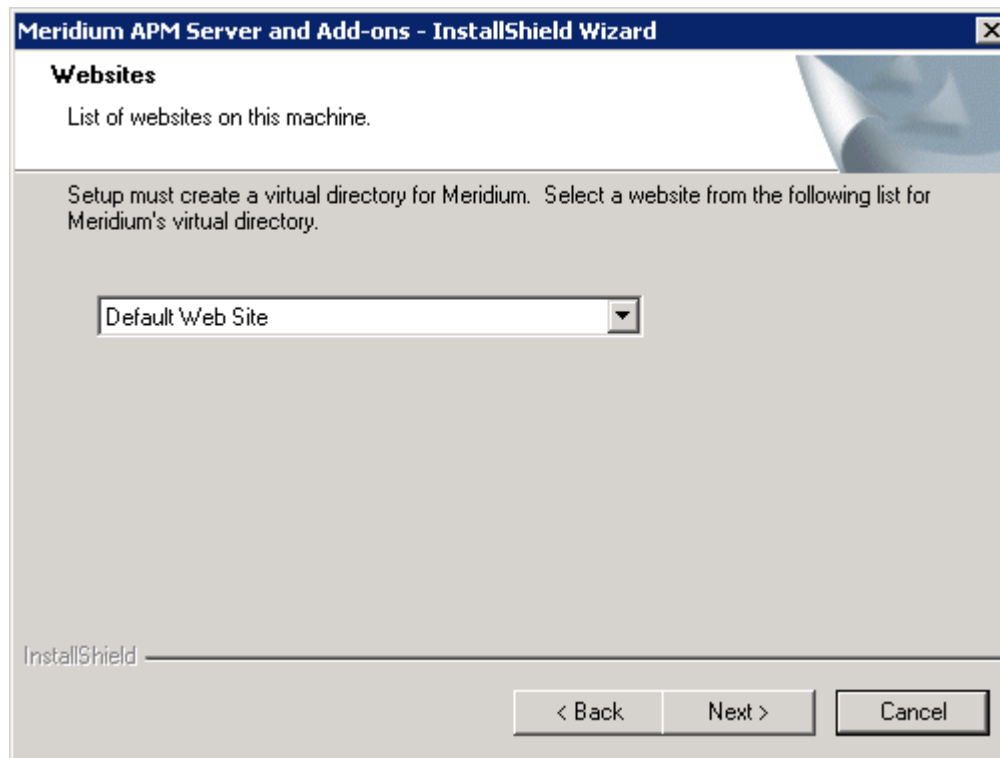 Meridium APM Server and Add-ons - InstallShield Wizard
Websites
List of websites on this machine.
Setup must create a virtual directory for Meridium.  Select a website from the following list for
Meridium's virtual directory.
Default Web Site
InstallShield
< Back
Next >
Cancel